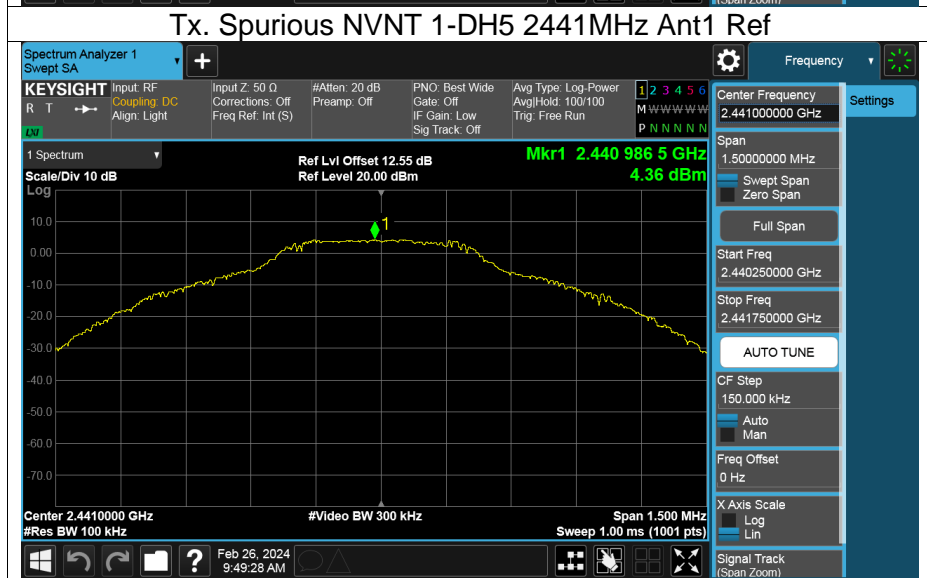 (Span Zoom)
Tx. Spurious NVNT 1-DH5 2441MHz Ant1 Ref
Spectrum Analyzer 1
Swept SA
+
Frequency
KEYSIGHT
R T
LXI
Input: RF
Coupling: DC
Align: Light
Input Z: 50 Ω
Corrections: Off
Freq Ref: Int (S)
#Atten: 20 dB
Preamp: Off
PNO: Best Wide
Gate: Off
IF Gain: Low
Sig Track: Off
Avg Type: Log-Power
Avg|Hold: 100/100
Trig: Free Run
1 2 3 4 5 6
M W W W W W
P N N N N N
Center Frequency
2.441000000 GHz
Settings
Span
1.50000000 MHz
Swept Span
Zero Span
Full Span
Start Freq
2.440250000 GHz
Stop Freq
2.441750000 GHz
AUTO TUNE
CF Step
150.000 kHz
Auto
Man
Freq Offset
0 Hz
X Axis Scale
Log
Lin
Signal Track
(Span Zoom)
1 Spectrum
Scale/Div 10 dB
Log
Ref Lvl Offset 12.55 dB
Ref Level 20.00 dBm
Mkr1 2.440 986 5 GHz
4.36 dBm
1
10.0
0.00
-10.0
-20.0
-30.0
-40.0
-50.0
-60.0
-70.0
Center 2.4410000 GHz
#Res BW 100 kHz
#Video BW 300 kHz
Span 1.500 MHz
Sweep 1.00 ms (1001 pts)
?
Feb 26, 2024
9:49:28 AM